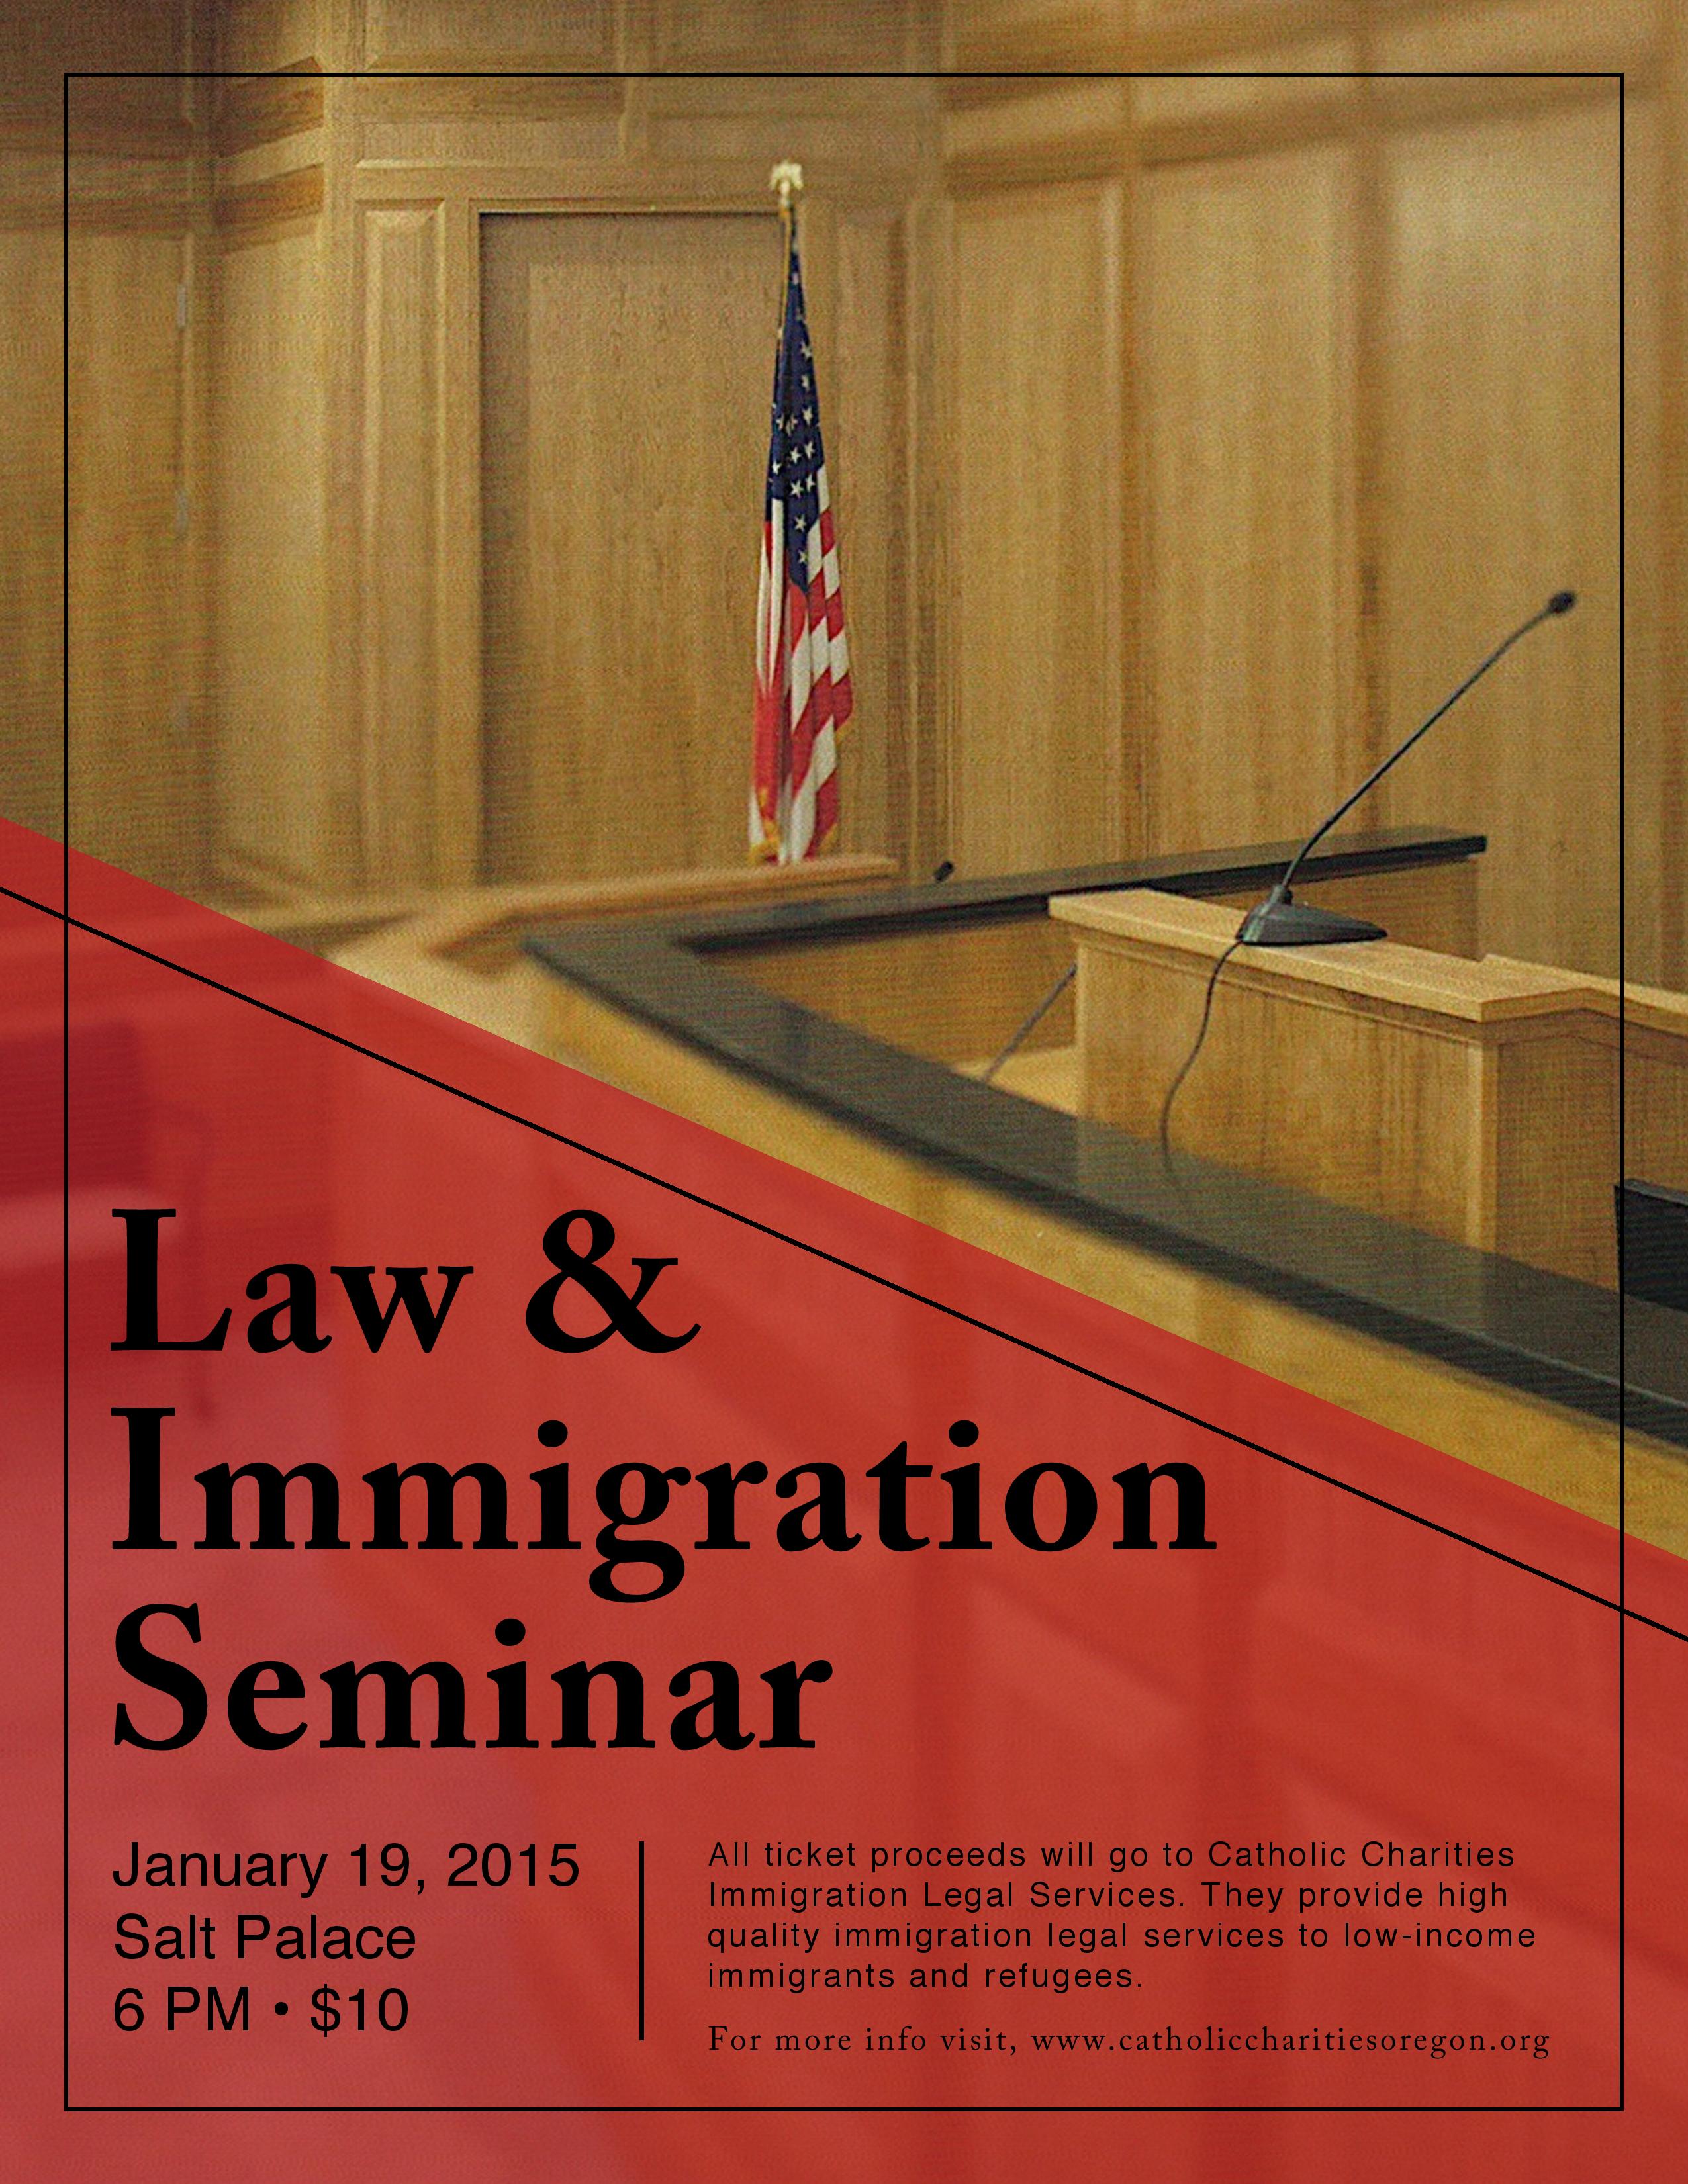 Law &
Immigration
Seminar
January 19, 2015
Salt Palace
6 PM • $10
All ticket proceeds will go to Catholic Charities
Immigration Legal Services. They provide high
quality immigration legal services to low-income
immigrants and refugees.
For more info visit, www.catholiccharitiesoregon.org